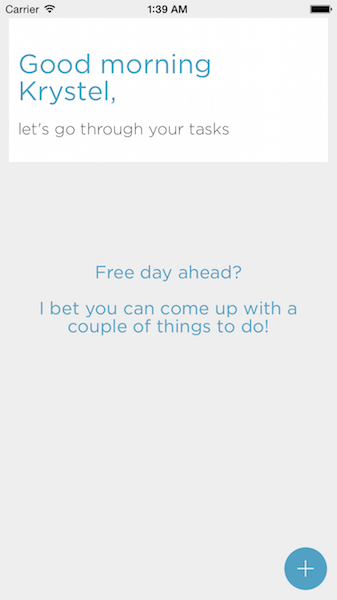 Carrier 1:39 AM
Good morning
Krystel,
let's go through your tasks
Free day ahead?
I bet you can come up with a
couple of things to do!